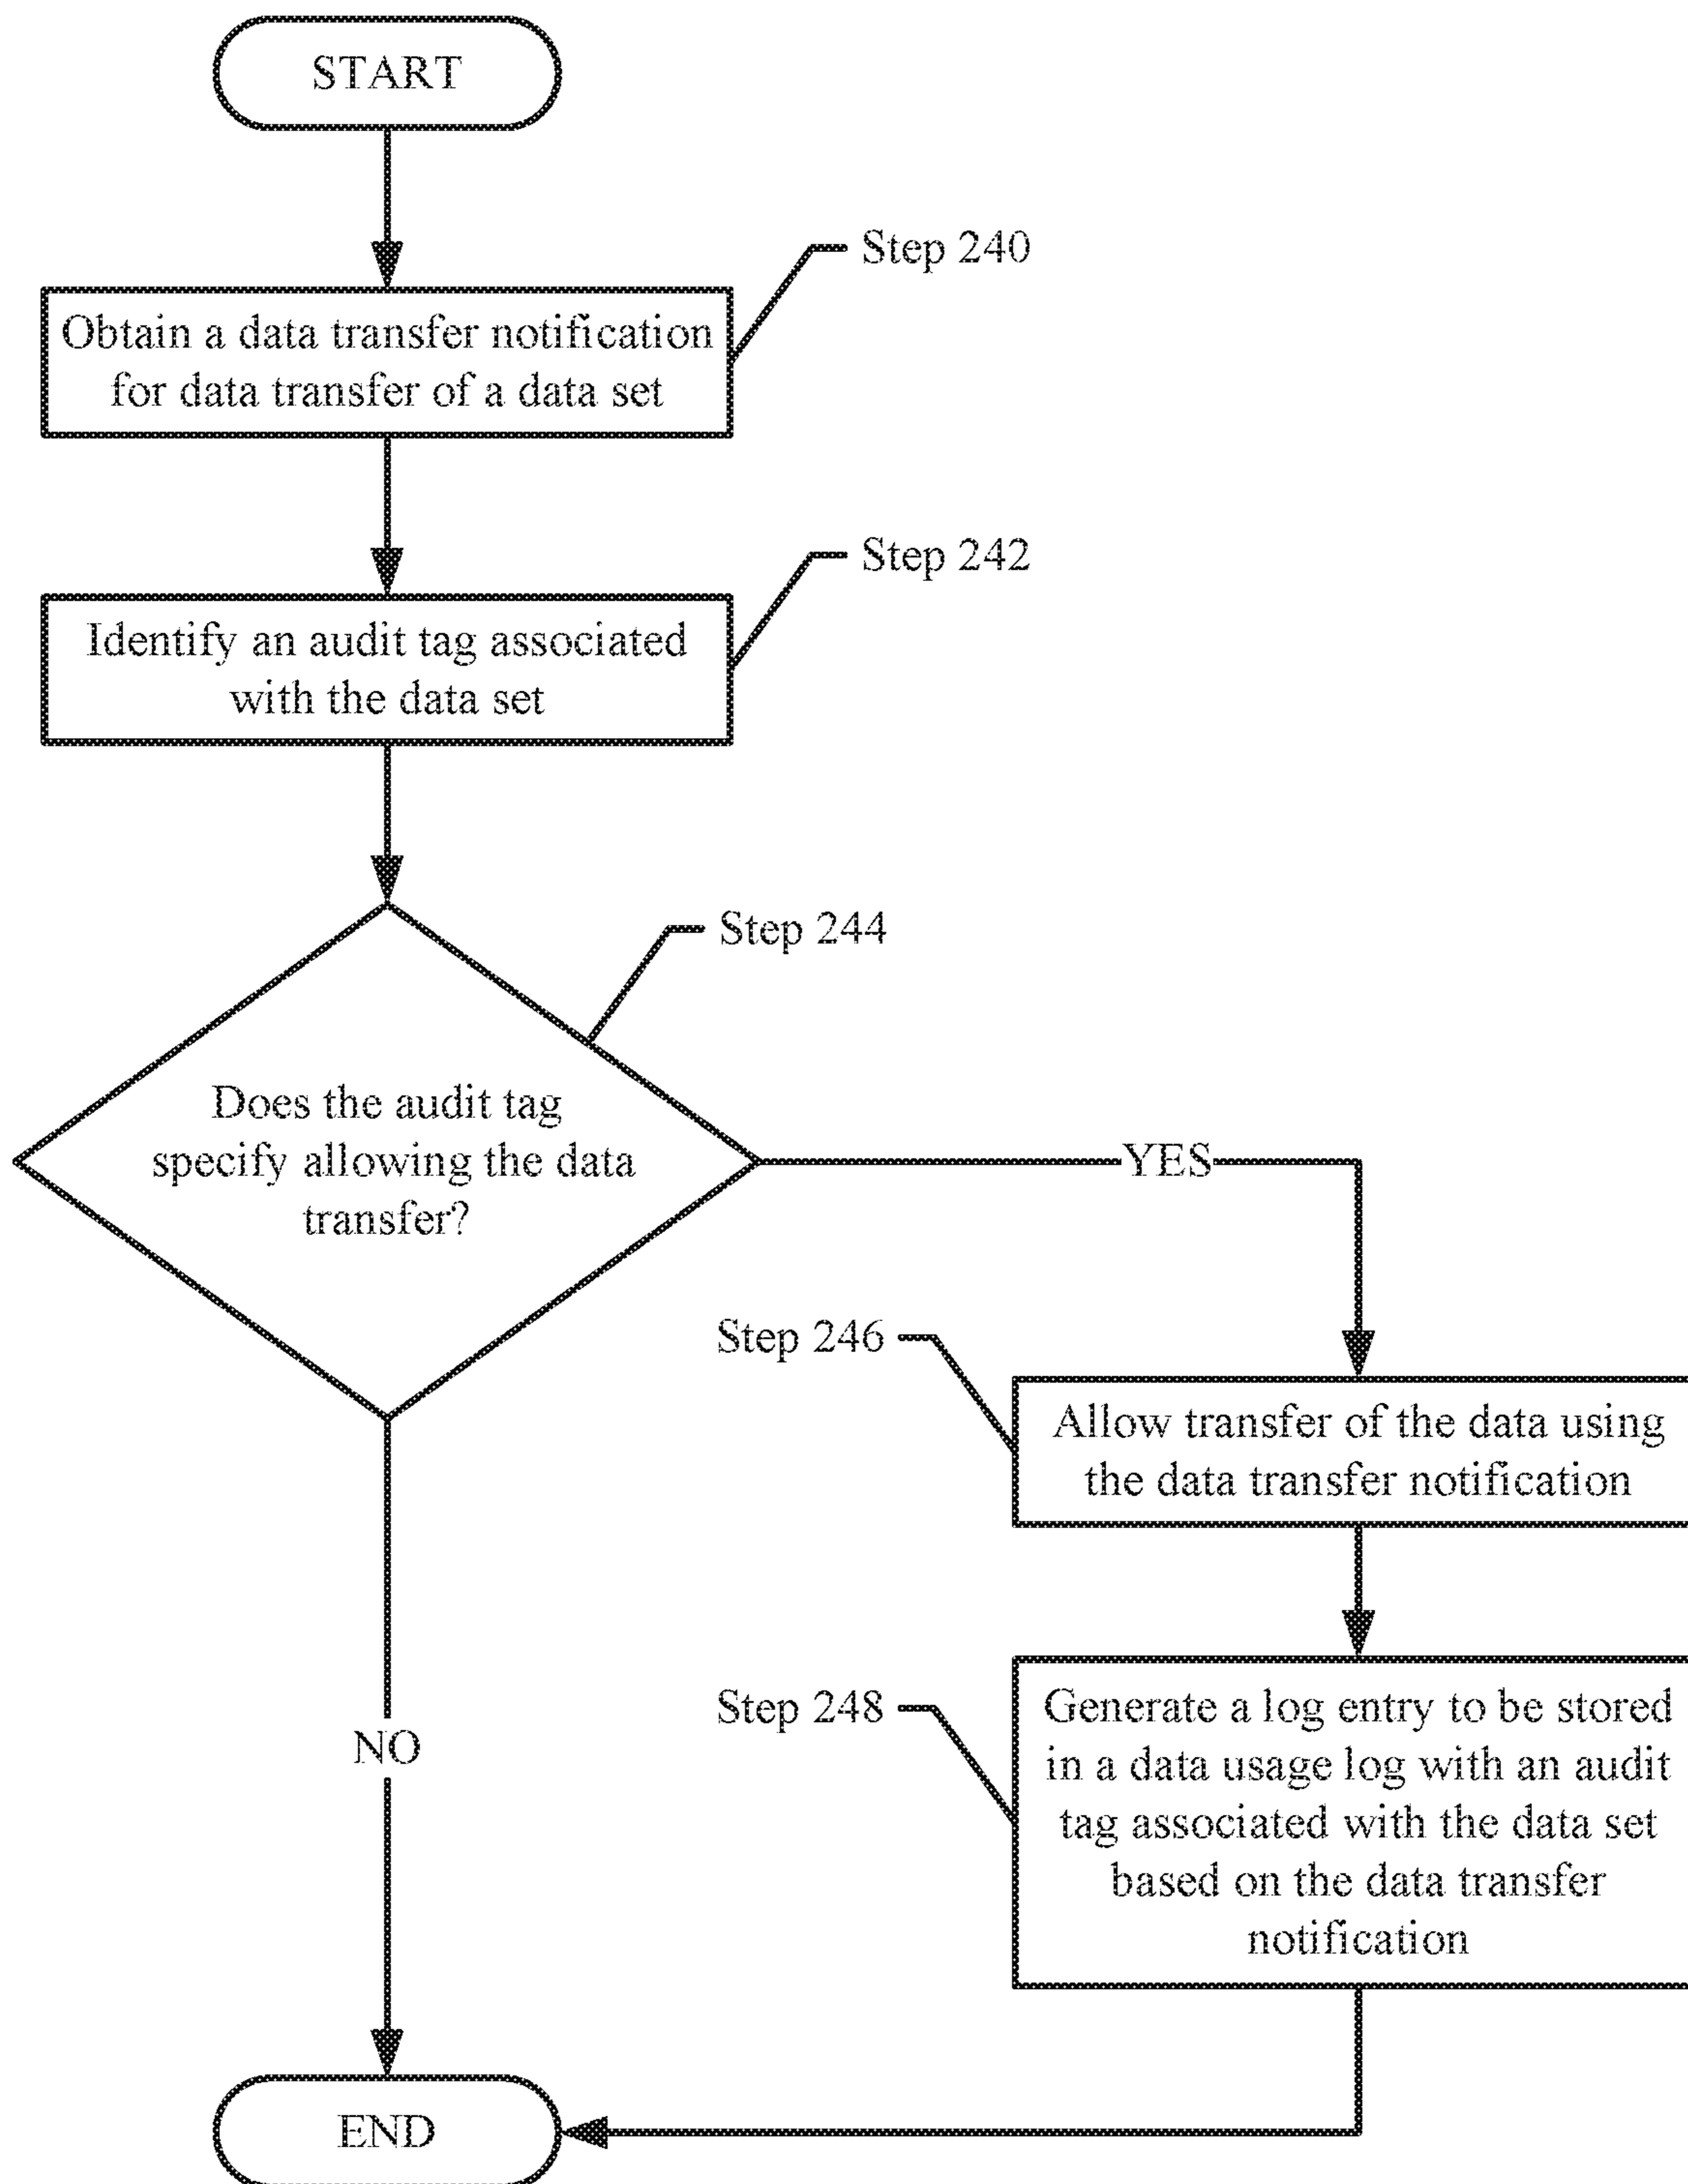 START
Step 240
Obtain a data transfer notification
for data transfer of a data set
Step 242
Identify an audit tag associated
with the data set
Step 244
Does the audit tag
specify allowing the data
transfer?
YES
Step 246
Allow transfer of the data using
the data transfer notification
Step 248
Generate a log entry to be stored
in a data usage log with an audit
tag associated with the data set
based on the data transfer
notification
NO
END